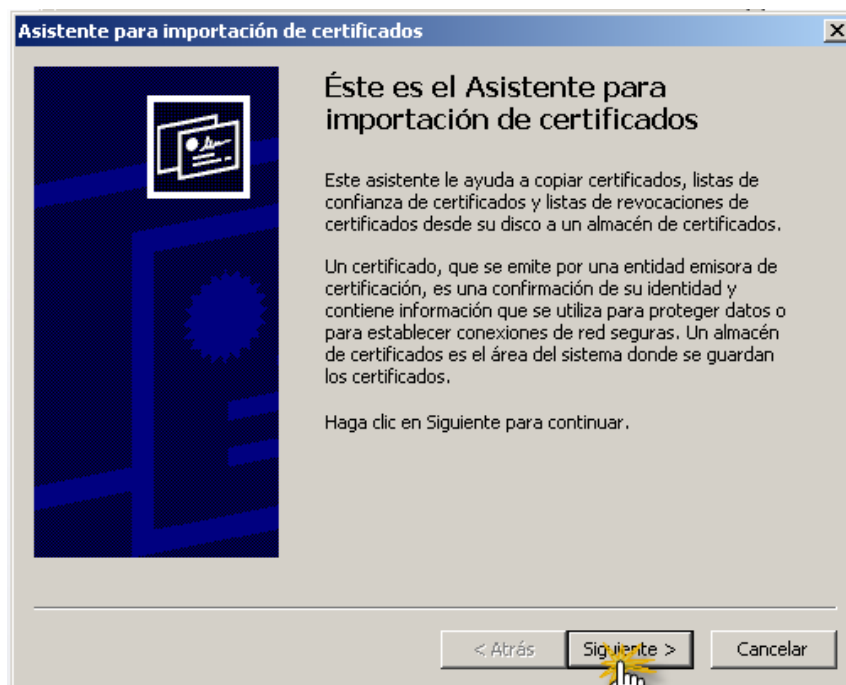 Asistente para importación de certificados
Éste es el Asistente para
importación de certificados
Este asistente le ayuda a copiar certificados, listas de
confianza de certificados y listas de revocaciones de
certificados desde su disco a un almacén de certificados.
Un certificado, que se emite por una entidad emisora de
certificación, es una confirmación de su identidad y
contiene información que se utiliza para proteger datos o
para establecer conexiones de red seguras. Un almacén
de certificados es el área del sistema donde se guardan
los certificados.
Haga clic en Siguiente para continuar.
< Atrás
Siguiente >
Cancelar